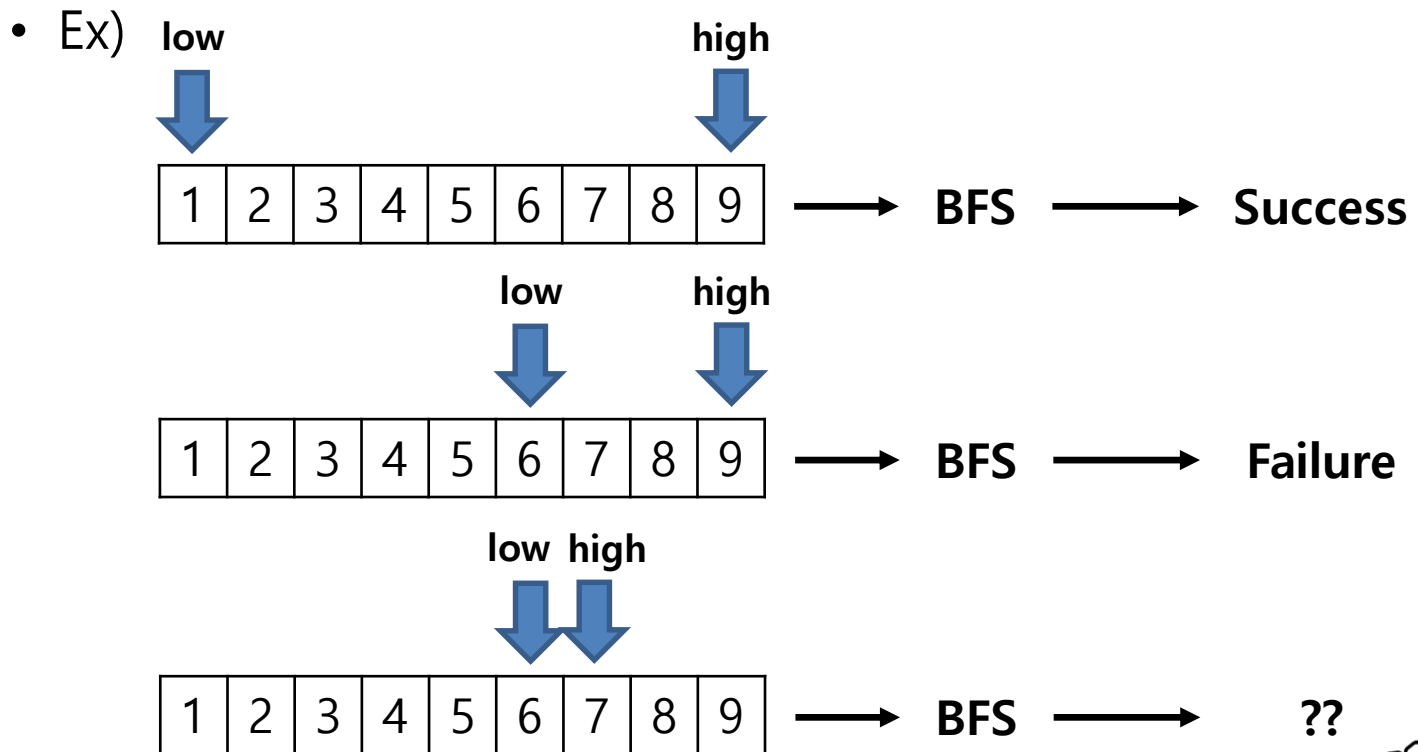 • Ex) low high
1 2 3 4 5 6 7 8 9 BFS Success
low high
1 2 3 4 5 6 7 8 9 BFS Failure
low high
1 2 3 4 5 6 7 8 9 BFS ??